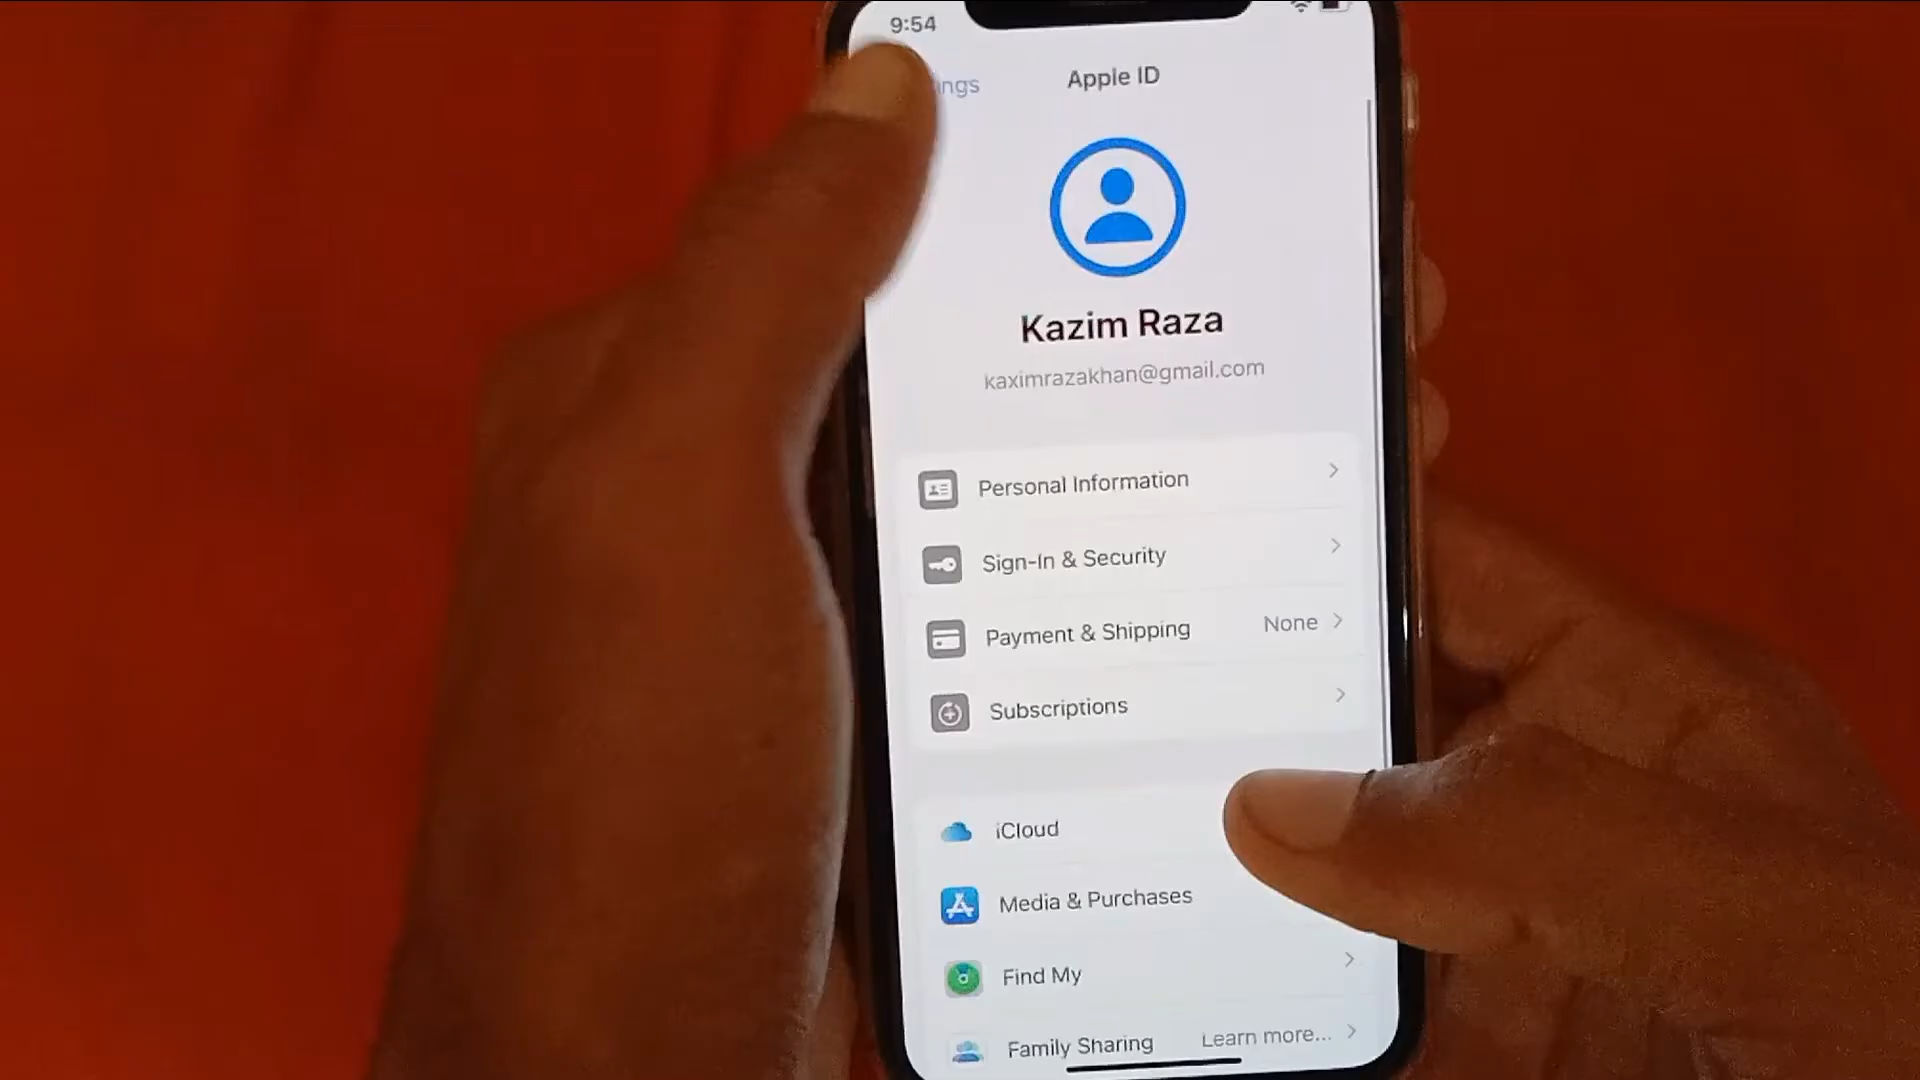 9:54
ings
Apple ID
Kazim Raza
kaximrazakhan@gmail.com
Personal Information
Sign-In & Security
Payment & Shipping None
Subscriptions
iCloud
Media & Purchases
Find My
Family Sharing Learn more...